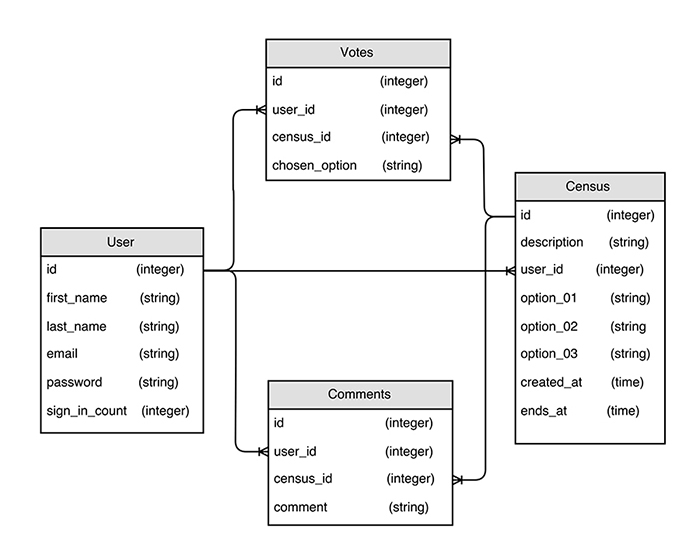 Votes
id (integer)
user_id (integer)
census_id (integer)
chosen_option (string)
Census
id (integer)
description (string)
user_id (integer)
option_01 (string)
option_02 (string
option_03 (string)
created_at (time)
ends_at (time)
User
id (integer)
first_name (string)
last_name (string)
email (string)
password (string)
sign_in_count (integer)
Comments
id (integer)
user_id (integer)
census_id (integer)
comment (string)